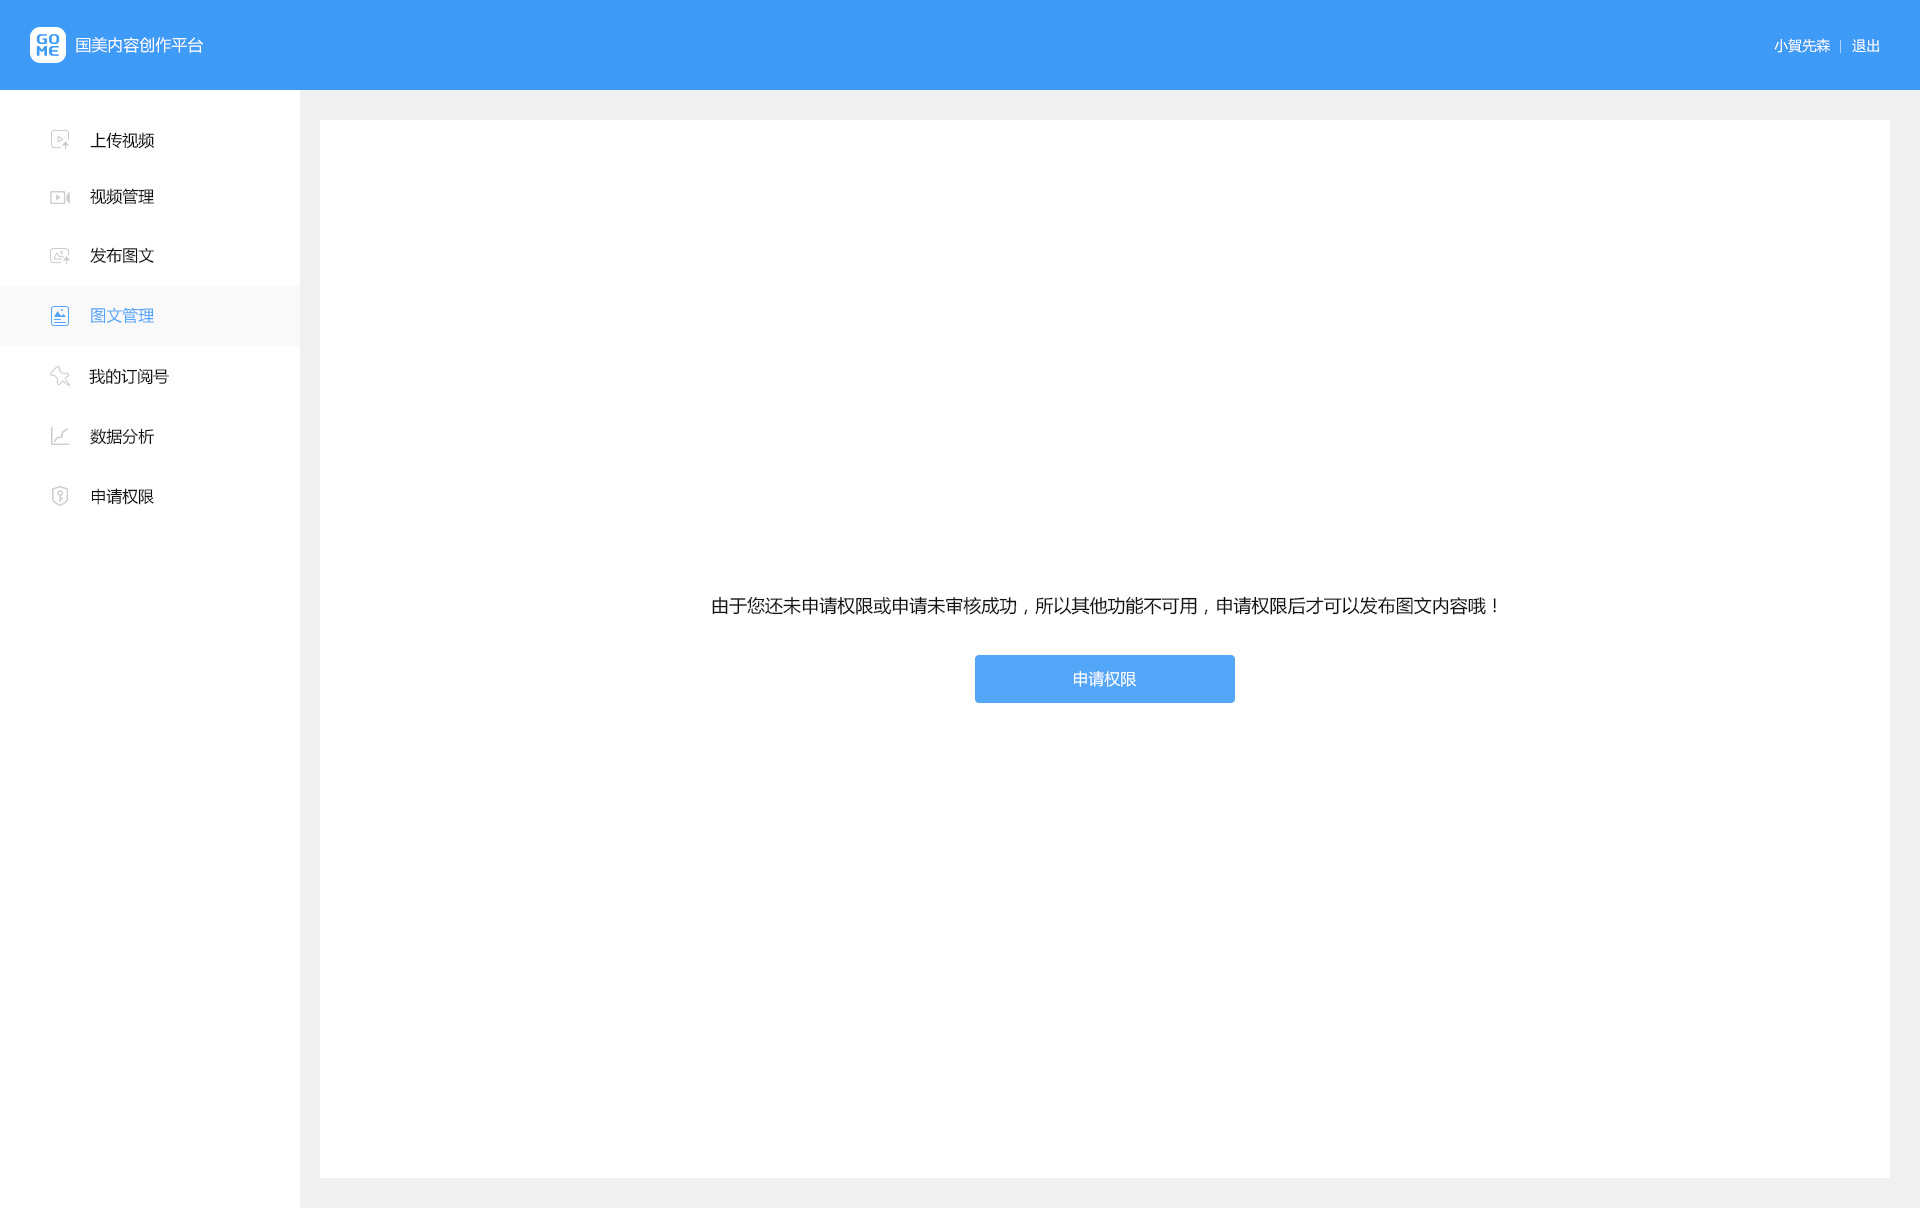 GO
ME
国美内容创作平台
小賀先森 | 退出
上传视频
视频管理
发布图文
图文管理
我的订阅号
数据分析
申请权限
由于您还未申请权限或申请未审核成功，所以其他功能不可用，申请权限后才可以发布图文内容哦！
申请权限